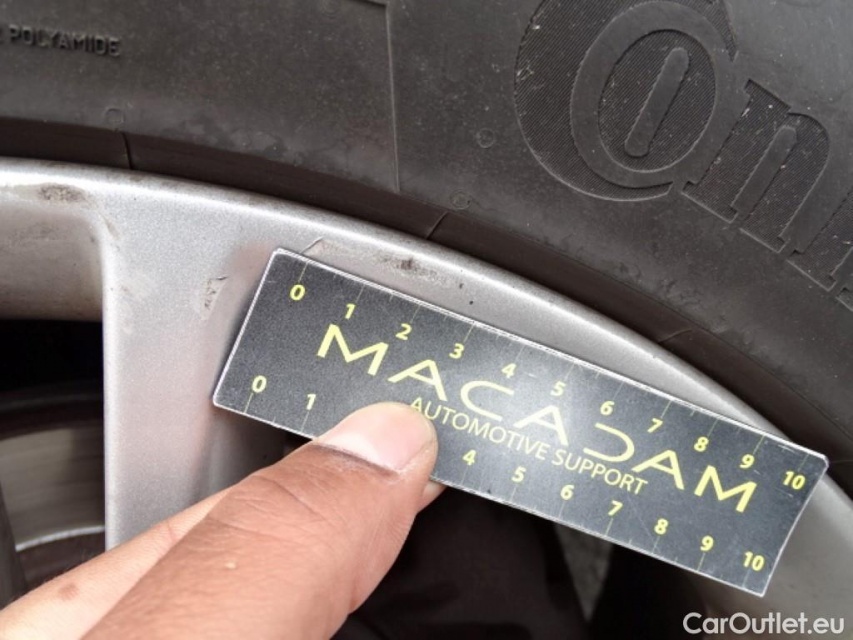 POLYAMIDE
Con
0 1 2 3 4 5 6 7 8 9 10
MACADAM
AUTOMOTIVE SUPPORT
0 1 4 5 6 7 8 9 10
CarOutlet.eu